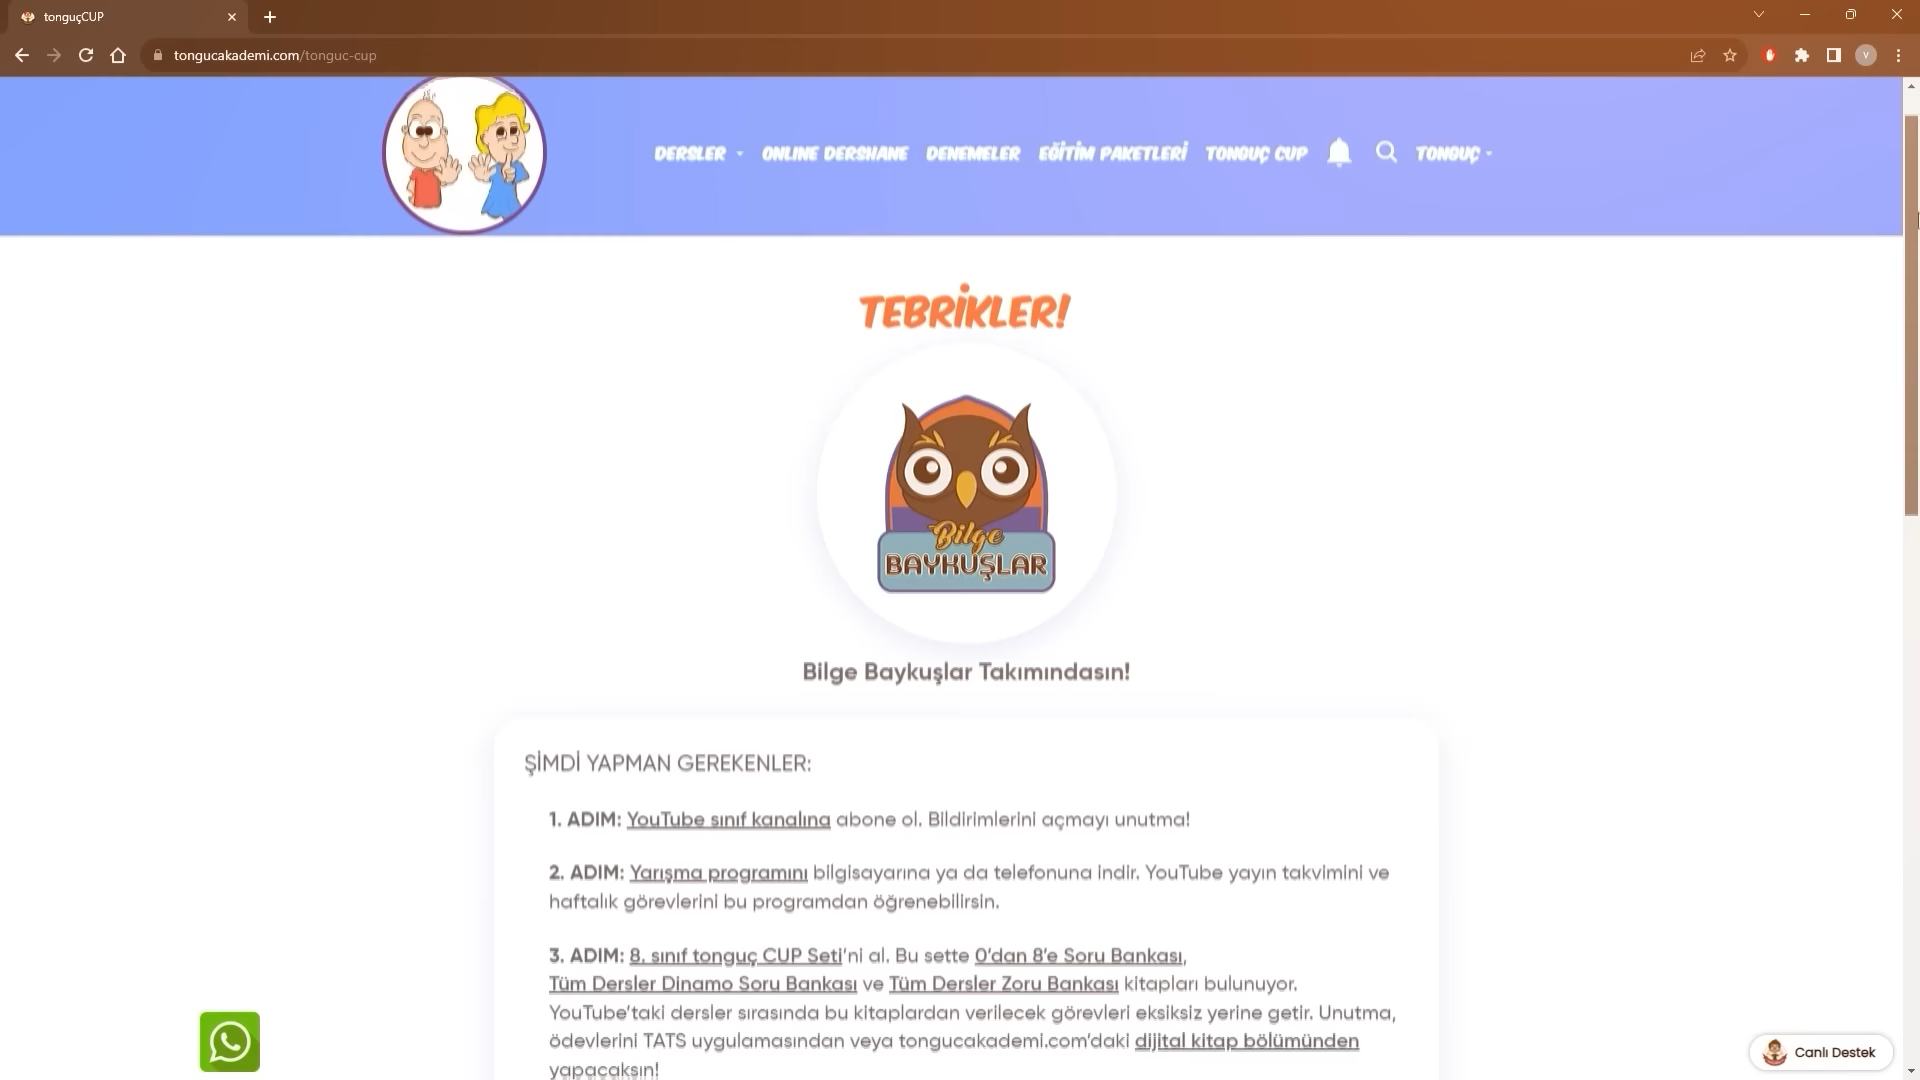 tonguçCUP
tongucakademi.com/tonguc-cup
V
DERSLER
ONLINE DERSHANE
DENEMELER
EĞİTİM PAKETLERİ
TONGUÇ CUP
TONGUÇ
TEBRİKLER!
Bilge
BAYKUŞLAR
Bilge Baykuşlar Takımındasın!
ŞİMDİ YAPMAN GEREKENLER:
1. ADIM: YouTube sınıf kanalına abone ol. Bildirimlerini açmayı unutma!
2. ADIM: Yarışma programını bilgisayarına ya da telefonuna indir. YouTube yayın takvimini ve
haftalık görevlerini bu programdan öğrenebilirsin.
3. ADIM: 8. sınıf tonguç CUP Seti'ni al. Bu sette 0'dan 8'e Soru Bankası,
Tüm Dersler Dinamo Soru Bankası ve Tüm Dersler Zoru Bankası kitapları bulunuyor.
YouTube'taki dersler sırasında bu kitaplardan verilecek görevleri eksiksiz yerine getir. Unutma,
ödevlerini TATS uygulamasından veya tongucakademi.com'daki dijital kitap bölümünden
yapacaksın!
Canlı Destek